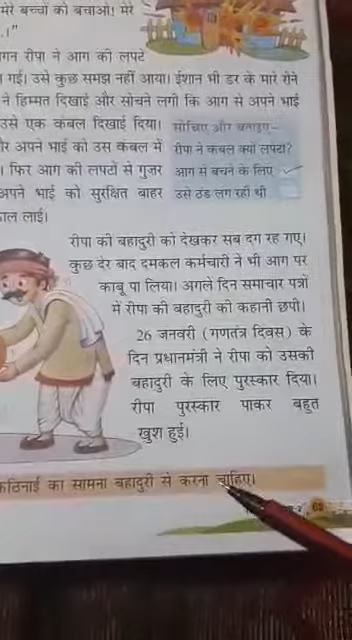 मेरे बच्चों को बचाओ! मेरे
।"
रीपा ने आग की लपटें
गई। उसे कुछ समझ नहीं आया। ईशान भी डर के मारे रोने
ने हिम्मत दिखाई और सोचने लगी कि आग से अपने भाई
उसे एक कंबल दिखाई दिया।
और अपने भाई को उस कंबल में
। फिर आग की लपटों से गुज़र
अपने भाई को सुरक्षित बाहर
लाई।
सोचिए और बताइए–
रीपा ने कंबल क्यों लपेटा?
आग से बचने के लिए
उसे ठंड लग रही थी
रीपा की बहादुरी को देखकर सब दंग रह गए।
कुछ देर बाद दमकल कर्मचारी ने भी आग पर
काबू पा लिया। अगले दिन समाचार पत्रों
में रीपा की बहादुरी की कहानी छपी।
26 जनवरी (गणतंत्र दिवस) के
दिन प्रधानमंत्री ने रीपा को उसकी
बहादुरी के लिए पुरस्कार दिया।
रीपा पुरस्कार पाकर बहुत
खुश हुई।
कठिनाई का सामना बहादुरी से करना चाहिए।